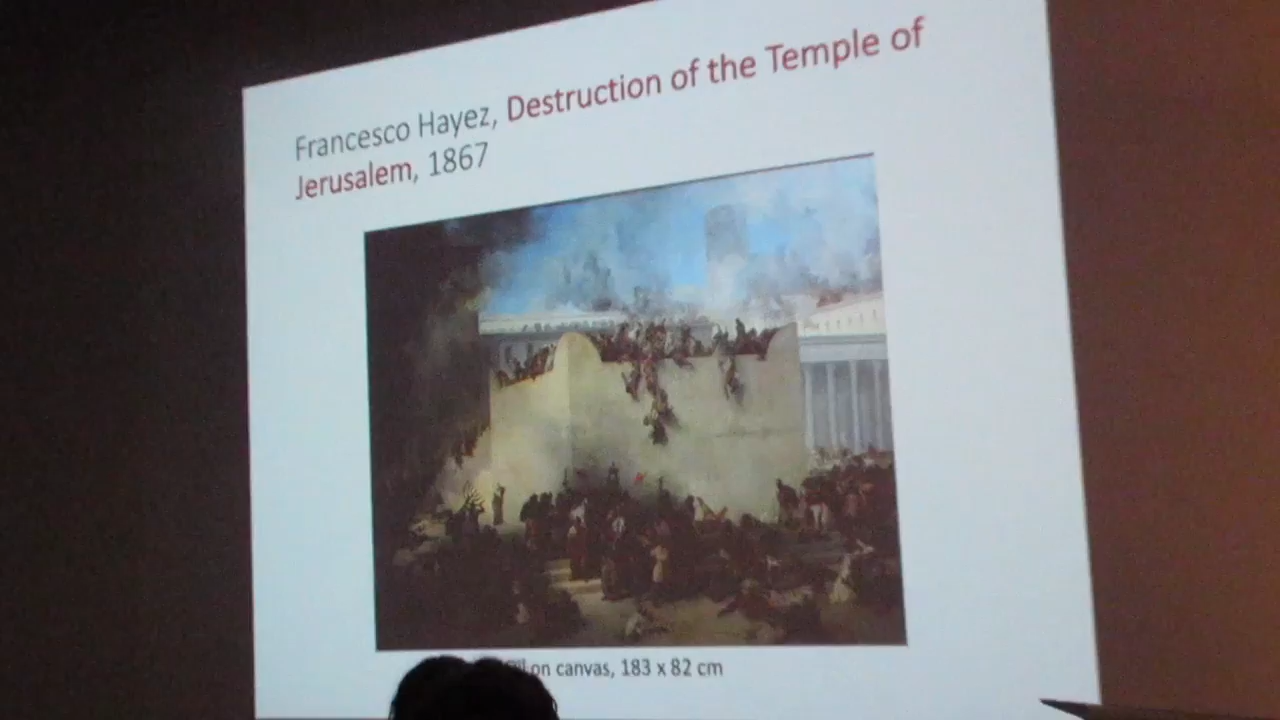 Francesco Hayez, Destruction of the Temple of
Jerusalem, 1867
on canvas, 183 x 82 cm